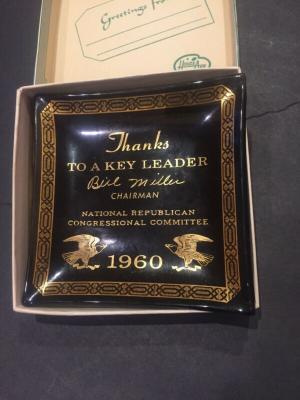 Greetings from
Thanks
TO A KEY LEADER
Bill Miller
CHAIRMAN
NATIONAL REPUBLICAN
CONGRESSIONAL COMMITTEE
1960